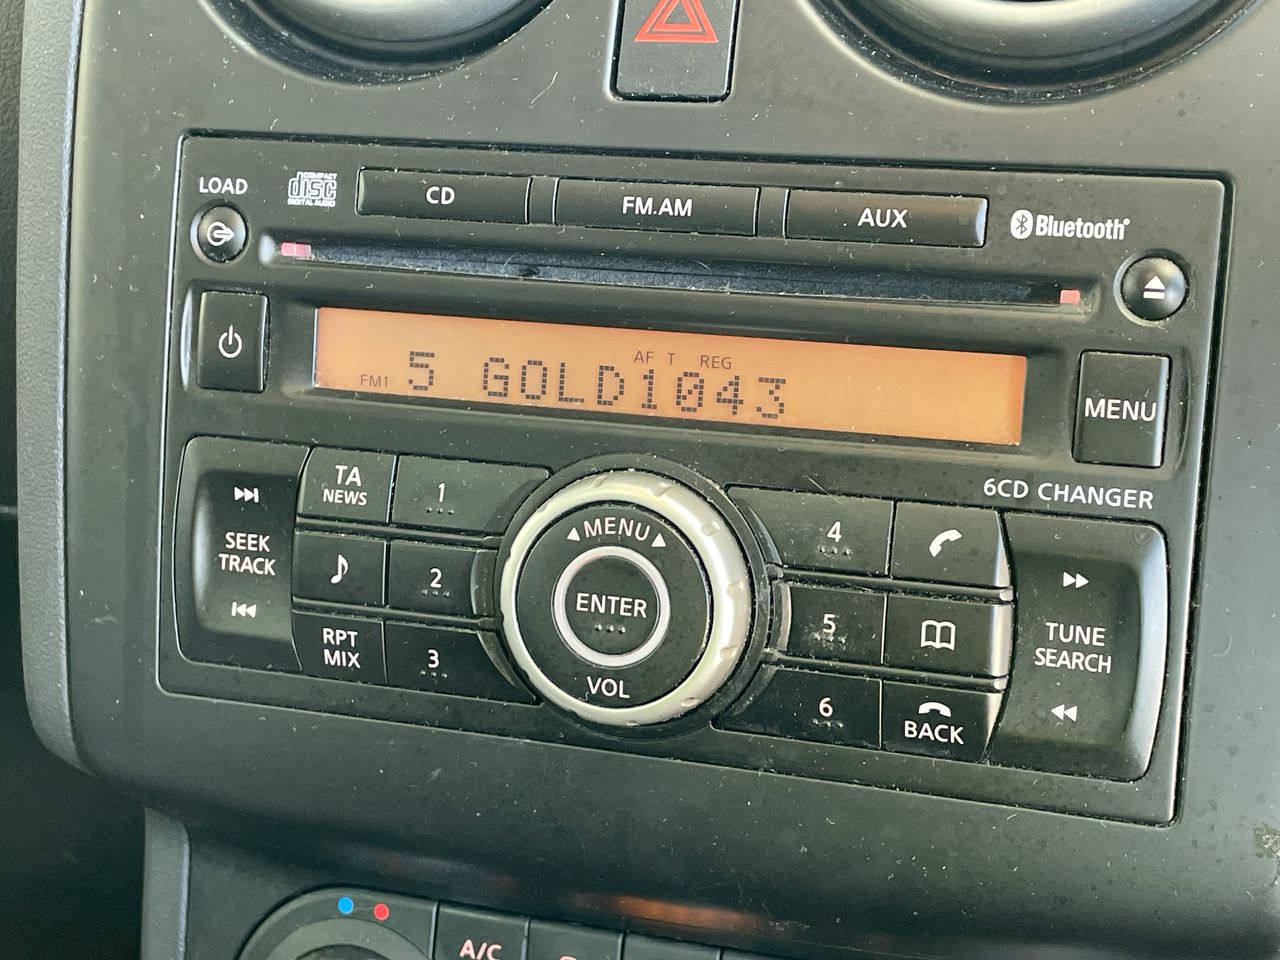 LOAD
COMPACT
disc
DIGITAL AUDIO
CD
FM.AM
AUX
Bluetooth®
AF T REG
FM1 5 GOLD1043
MENU
6CD CHANGER
TA
NEWS
1
SEEK
TRACK
2
RPT
MIX
3
MENU
ENTER
VOL
4
5
6
BACK
TUNE
SEARCH
A/C